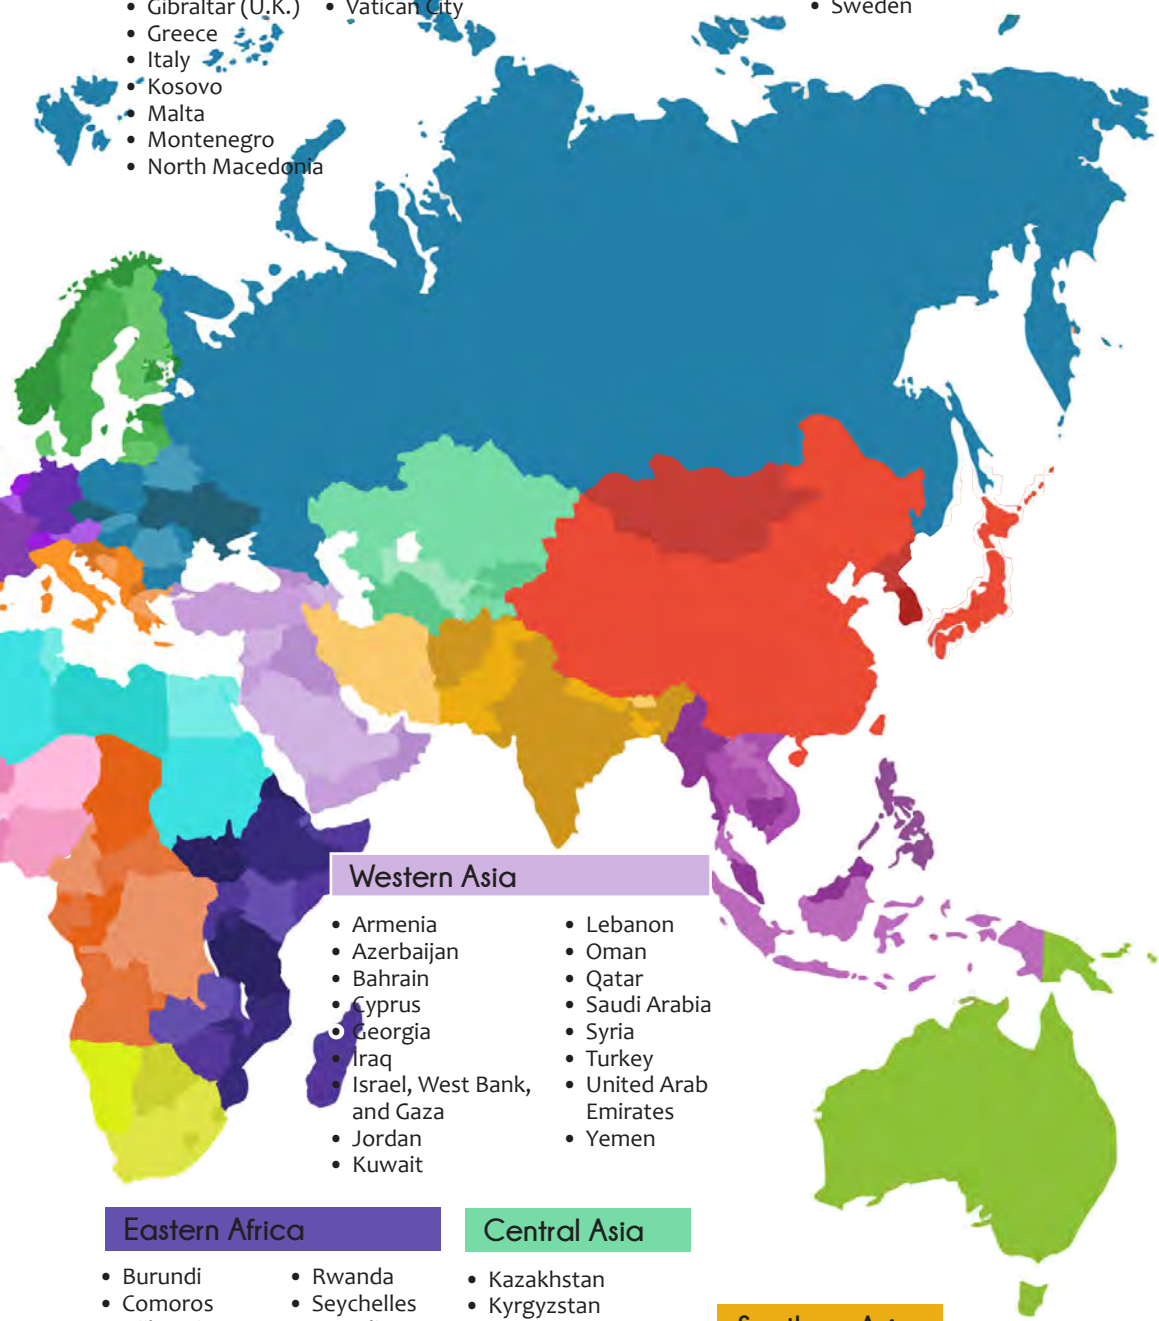 • Gibraltar (U.K.)
• Greece
• Italy
• Kosovo
• Malta
• Montenegro
• North Macedonia
• Vatican City
• Sweden
Western Asia
• Armenia
• Azerbaijan
• Bahrain
• Cyprus
• Georgia
• Iraq
• Israel, West Bank,
and Gaza
• Jordan
• Kuwait
• Lebanon
• Oman
• Qatar
• Saudi Arabia
• Syria
• Turkey
• United Arab
Emirates
• Yemen
Eastern Africa
• Burundi
• Comoros
• Rwanda
• Seychelles
Central Asia
• Kazakhstan
• Kyrgyzstan